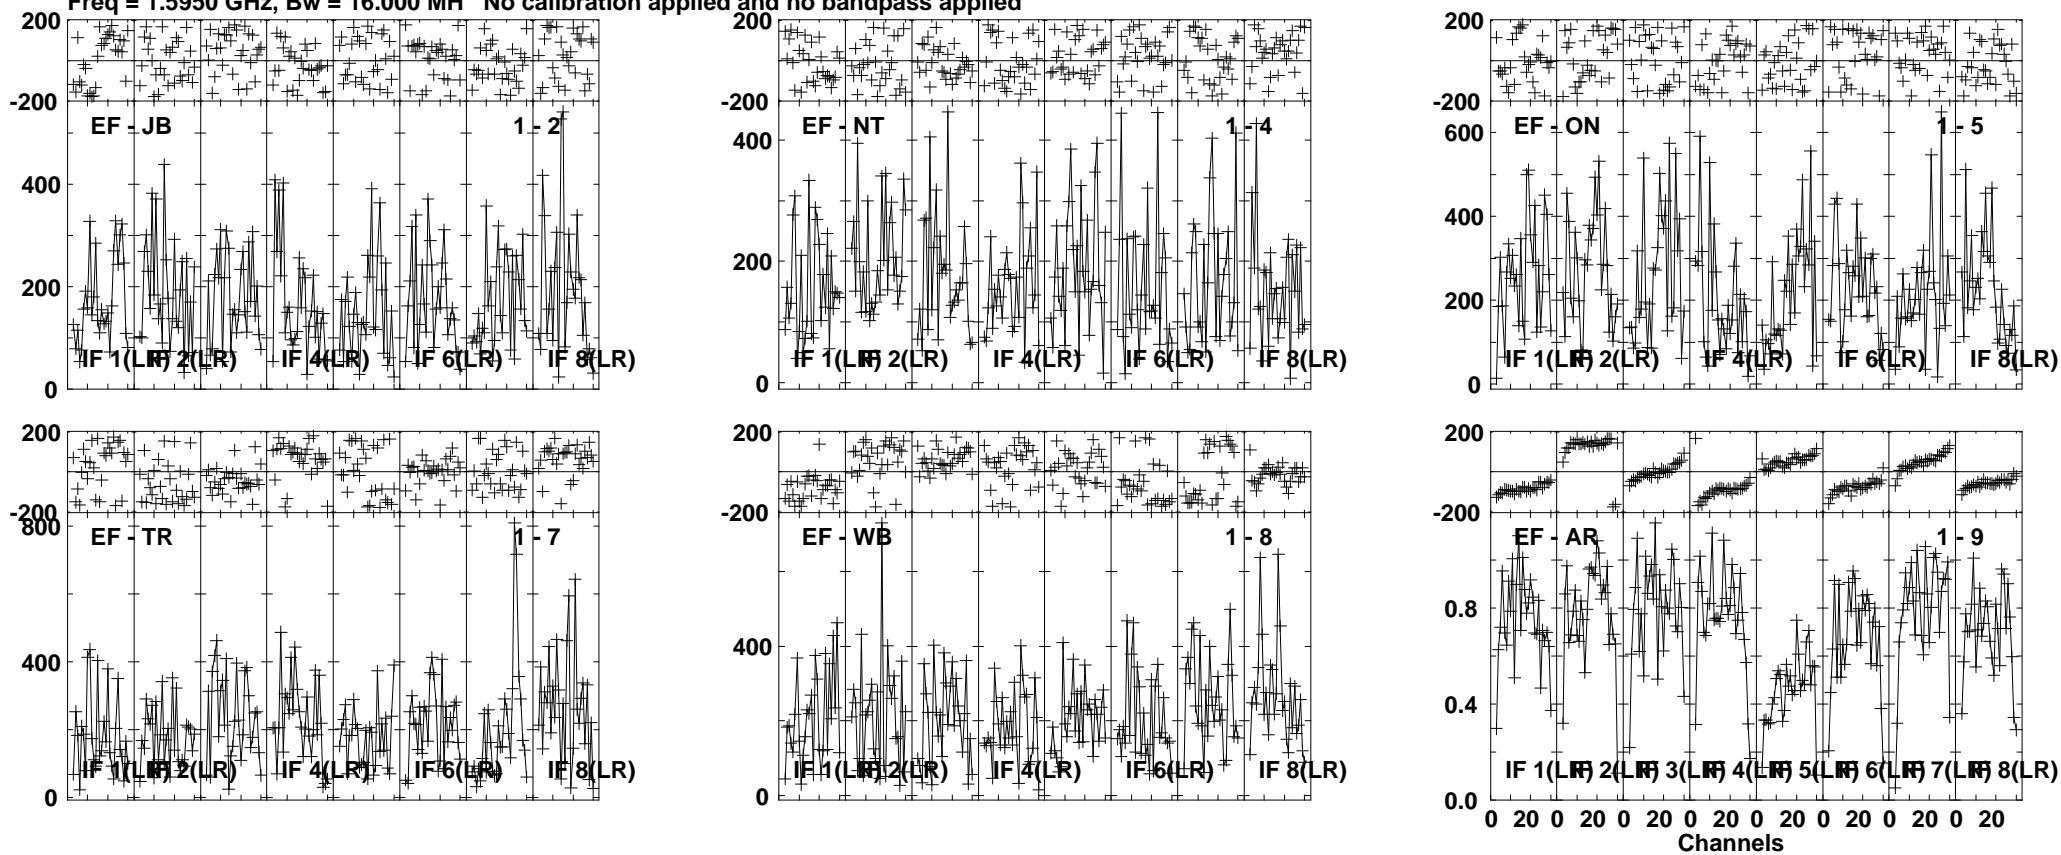 Freq = 1.5950 GHz, Bw = 16.000 MH No calibration applied and no bandpass applied
200
-200
EF - JB 1 - 2
400
200
0
IF 1(LR) IF 2(LR) IF 4(LR) IF 6(LR) IF 8(LR)
200
-200
EF - NT 1 - 4
400
200
0
IF 1(LR) IF 2(LR) IF 4(LR) IF 6(LR) IF 8(LR)
200
-200
EF - ON 1 - 5
600
400
200
0
IF 1(LR) IF 2(LR) IF 4(LR) IF 6(LR) IF 8(LR)
200
-200
EF - TR 1 - 7
800
400
0
IF 1(LR) IF 2(LR) IF 4(LR) IF 6(LR) IF 8(LR)
200
-200
EF - WB 1 - 8
400
0
IF 1(LR) IF 2(LR) IF 4(LR) IF 6(LR) IF 8(LR)
200
-200
EF - AR 1 - 9
0.8
0.4
0.0
IF 1(LR) IF 2(LR) IF 3(LR) IF 4(LR) IF 5(LR) IF 6(LR) IF 7(LR) IF 8(LR)
0 20 0 20 0 20 0 20 0 20 0 20 0 20 0 20
Channels